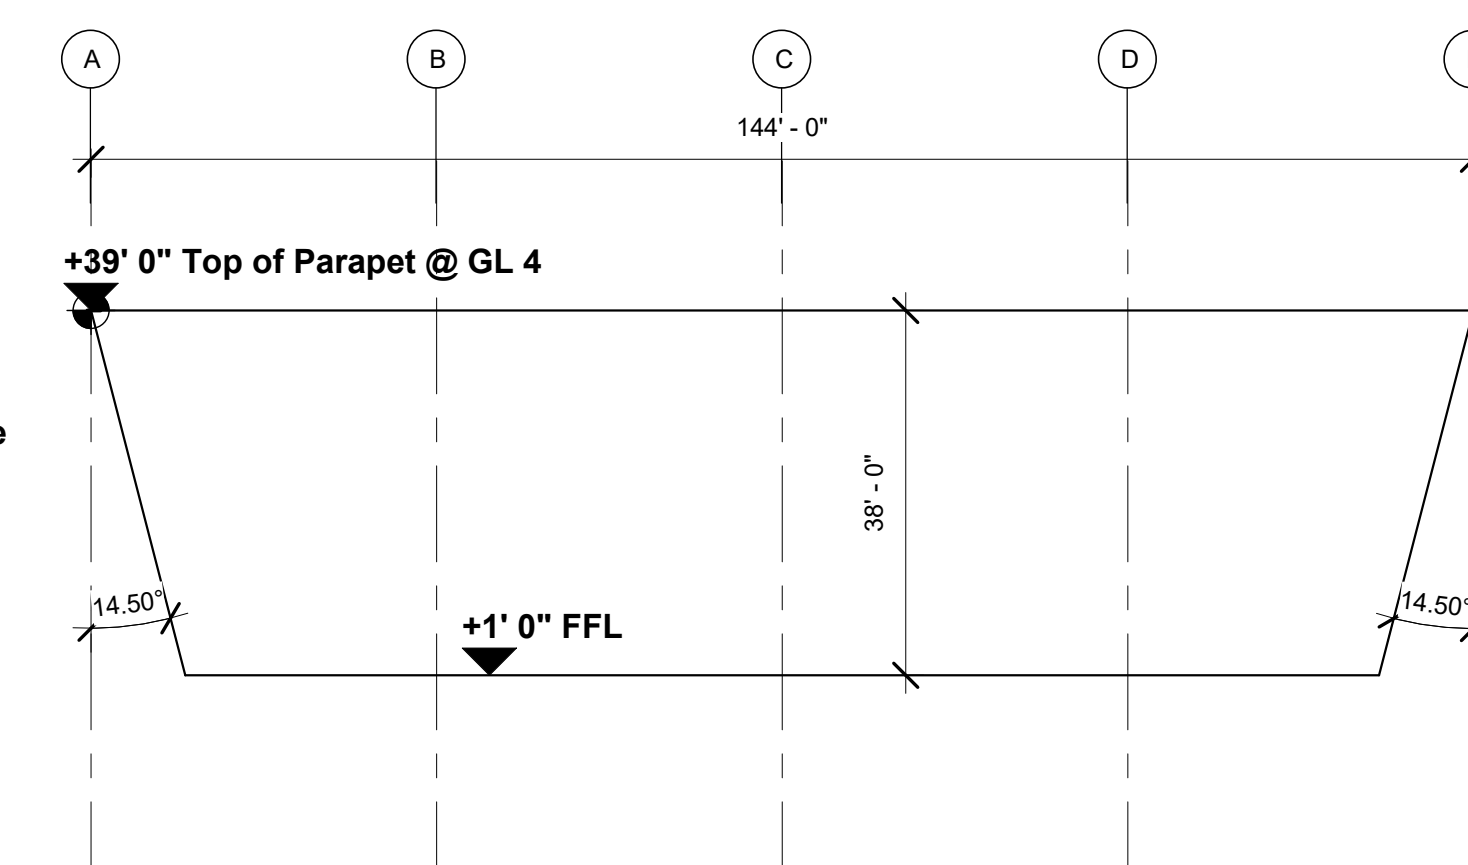 A B C D
144' - 0"
+39' 0" Top of Parapet @ GL 4
38' - 0"
14.50°
14.50°
+1' 0" FFL